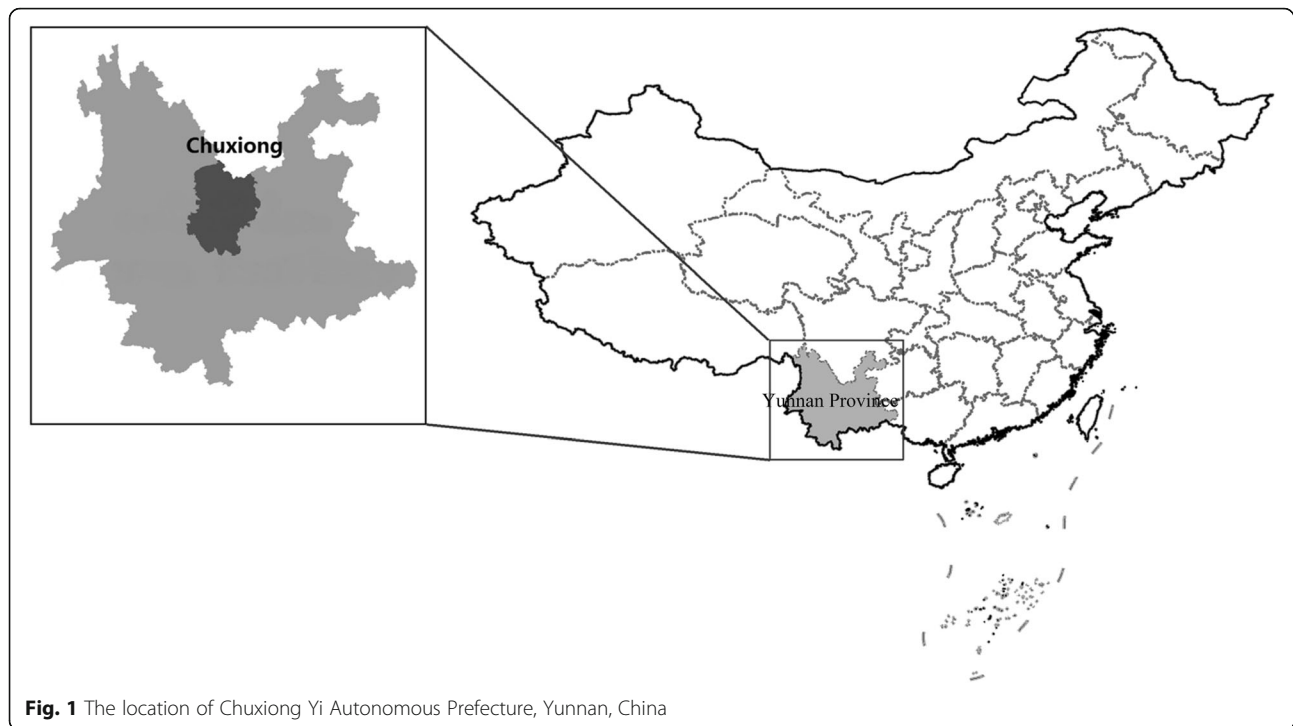 Chuxiong
Yunnan Province
Fig. 1 The location of Chuxiong Yi Autonomous Prefecture, Yunnan, China